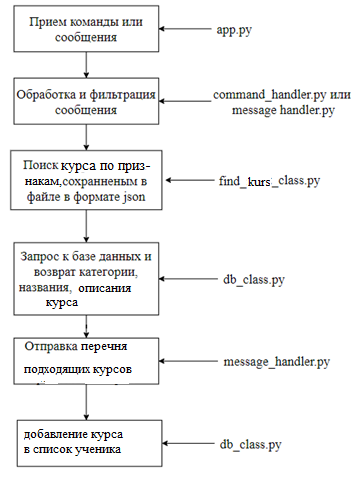 Прием команды или
сообщения
app.py
Обработка и фильтрация
сообщения
command_handler.py или
message handler.py
Поиск курса по приз-
накам,сохраненным в
файле в формате json
find_kurs_class.py
Запрос к базе данных и
возврат категории,
названия, описания
курса
db_class.py
Отправка перечня
подходящих курсов
message_handler.py
добавление курса
в список ученика
db_class.py